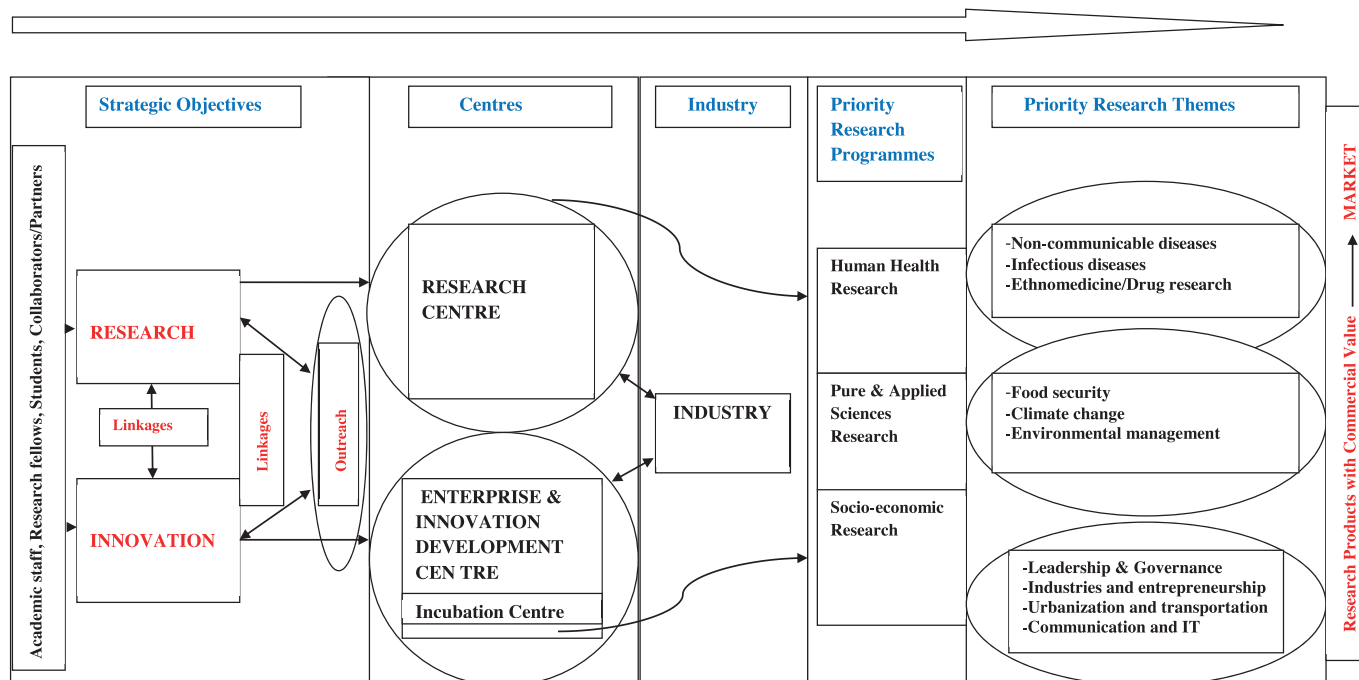 Strategic Objectives
Centres
Industry
Priority
Research
Programmes
Priority Research Themes
Academic staff, Research fellows, Students, Collaborators/Partners
RESEARCH
Linkages
INNOVATION
Linkages
Outreach
RESEARCH
CENTRE
ENTERPRISE &
INNOVATION
DEVELOPMENT
CEN TRE
Incubation Centre
INDUSTRY
Human Health
Research
Pure & Applied
Sciences
Research
Socio-economic
Research
-Non-communicable diseases
-Infectious diseases
-Ethnomedicine/Drug research
-Food security
-Climate change
-Environmental management
-Leadership & Governance
-Industries and entrepreneurship
-Urbanization and transportation
-Communication and IT
Research Products with Commercial Value → MARKET